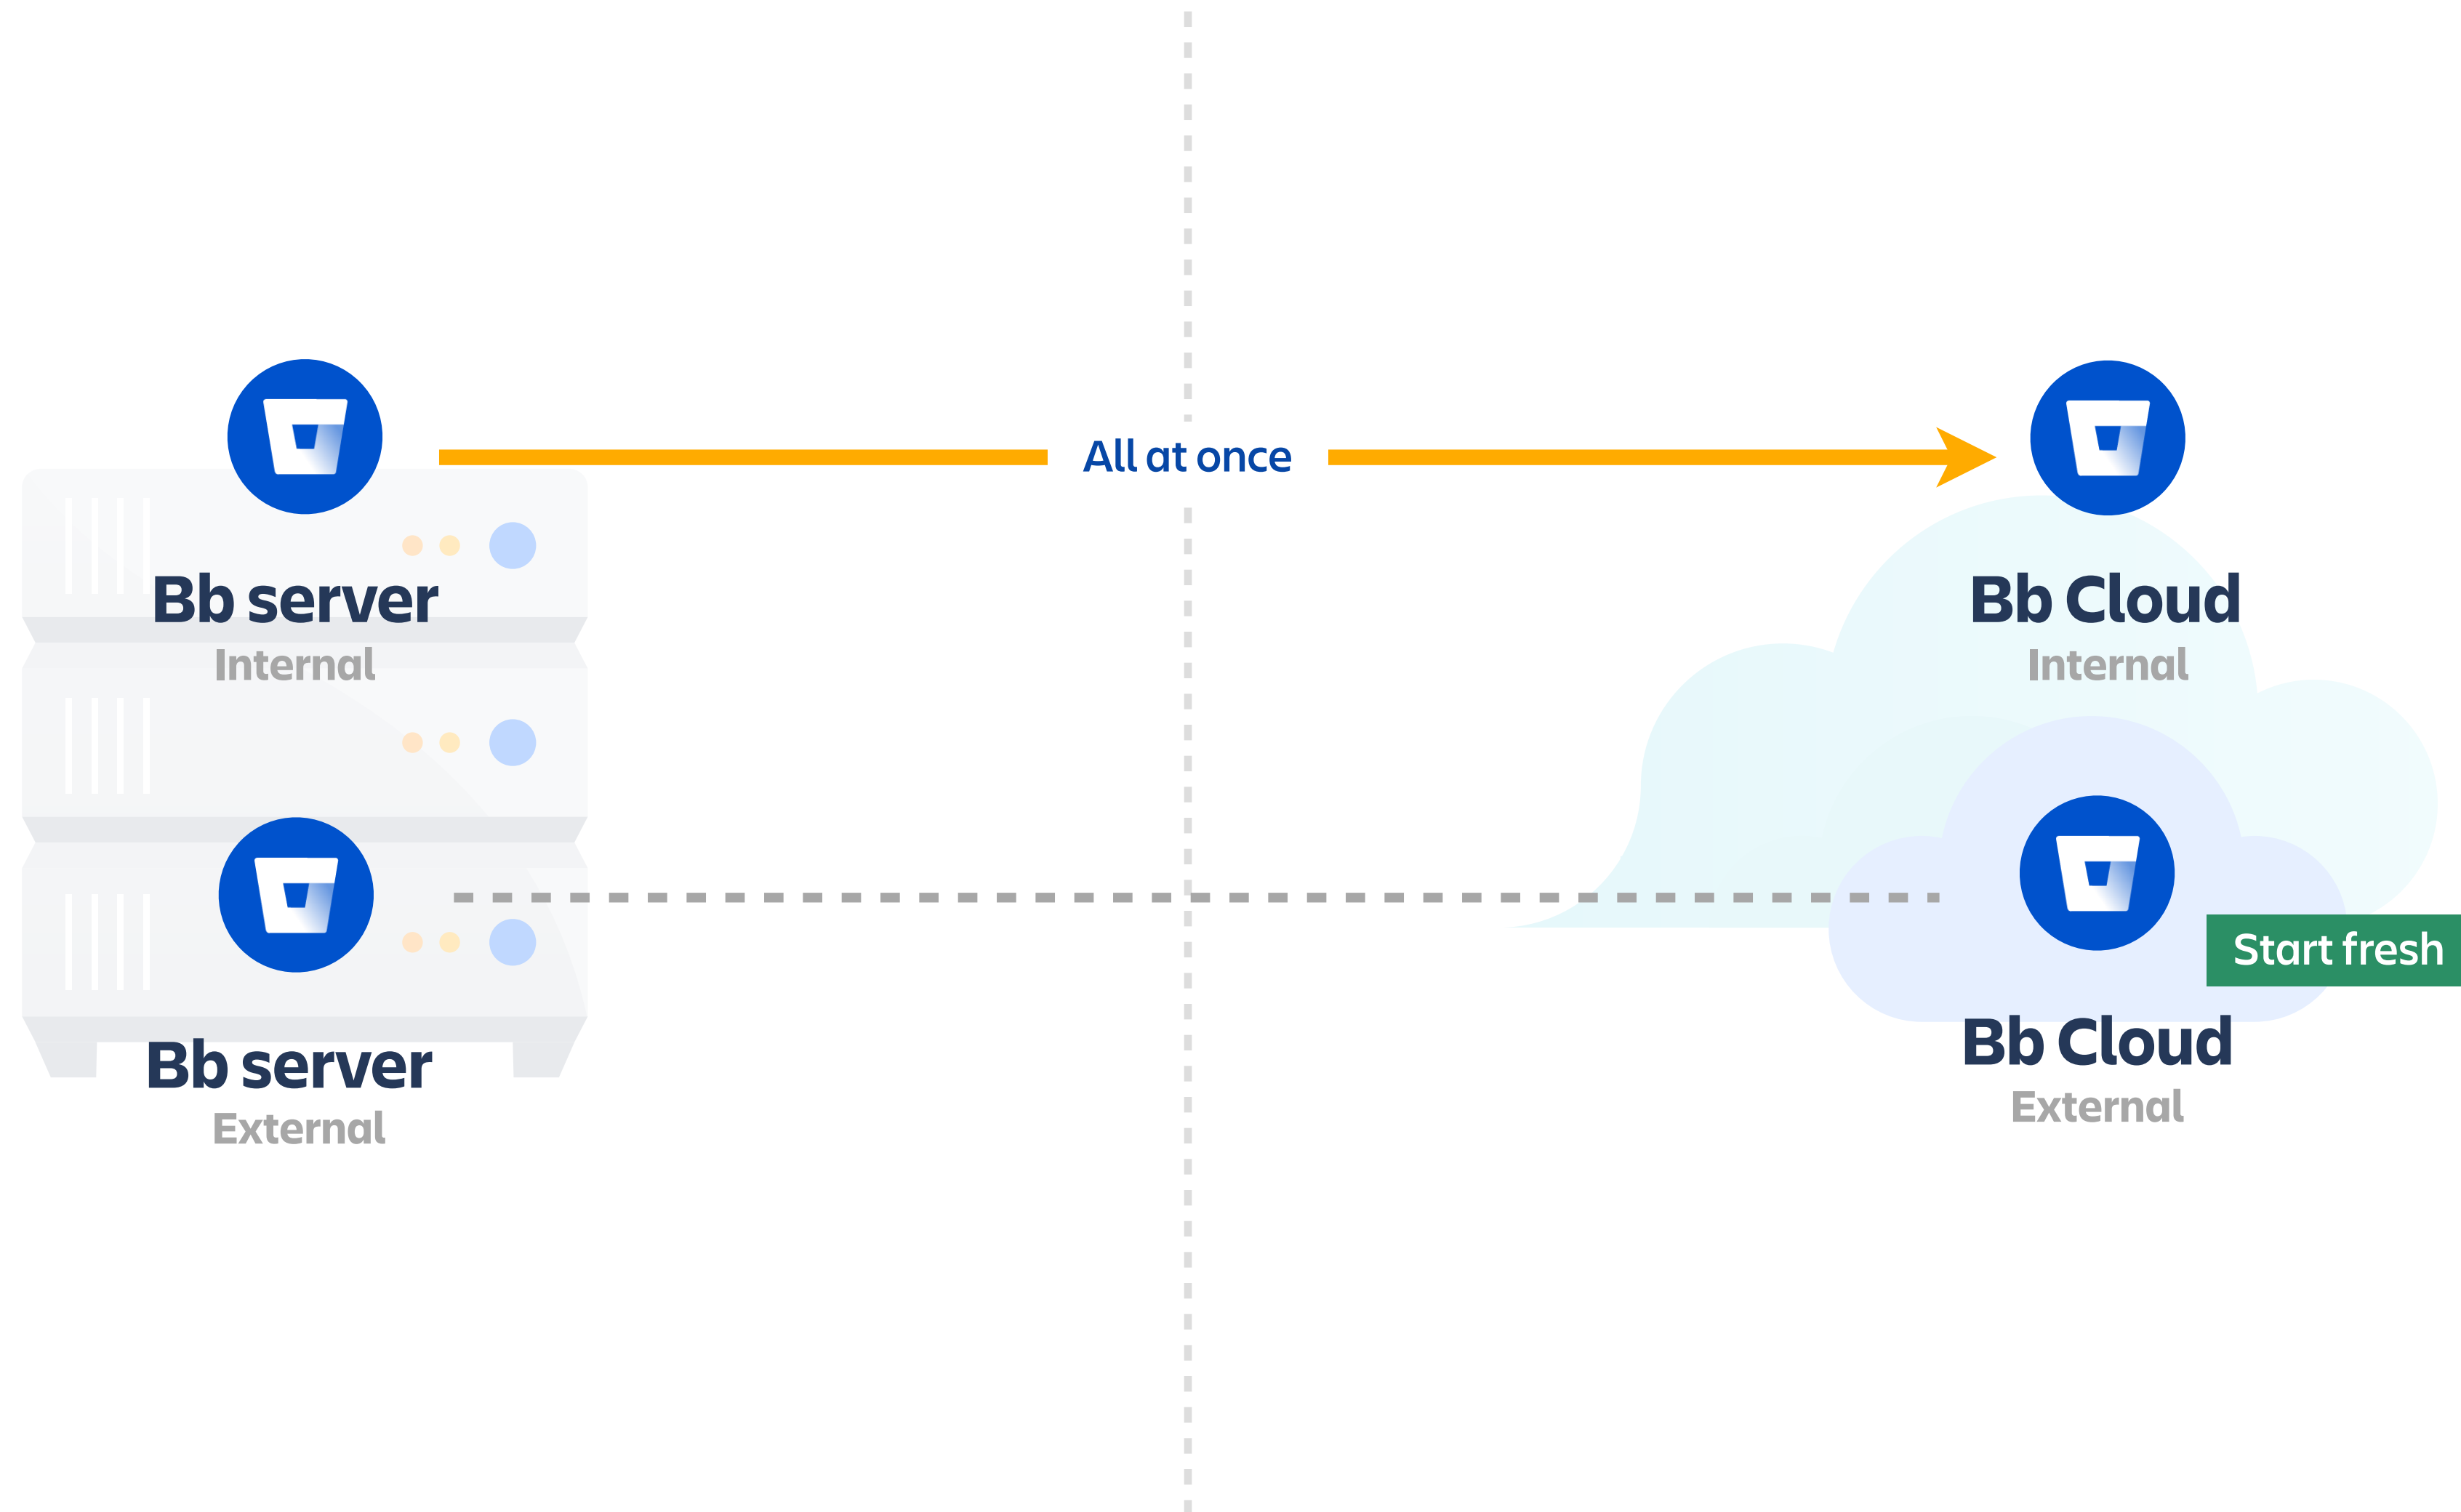 All at once
Bb server
Internal
Bb Cloud
Internal
Start fresh
Bb server
External
Bb Cloud
External